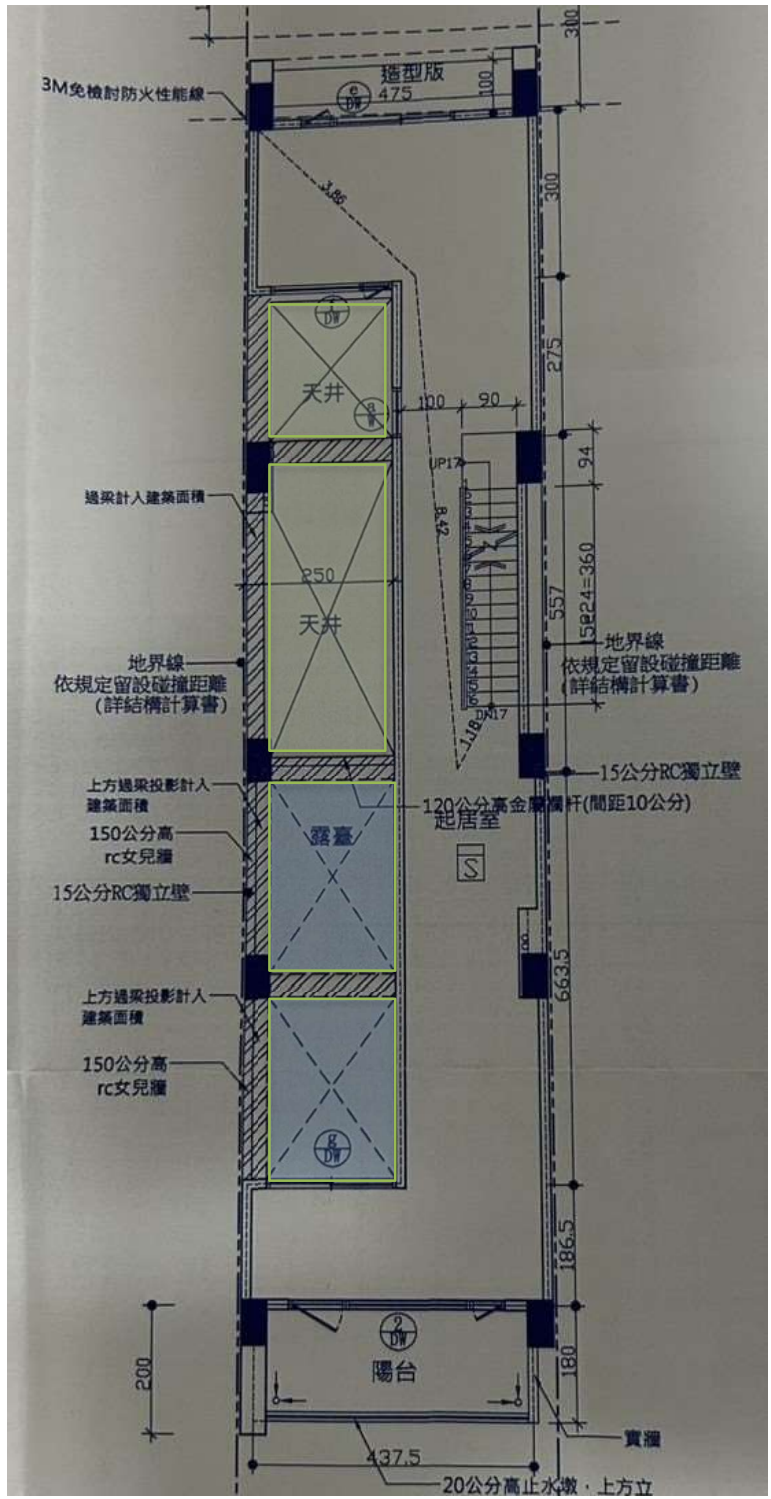 造型版
300
e
DW
475
100
3M免檢討防火性能線
3.86
300
f
DW
天井
a
W
275
100
90
94
UP17
過梁計入建築面積
8.42
250
天井
557
15@24=360
地界線
依規定留設碰撞距離
(詳結構計算書)
地界線
依規定留設碰撞距離
(詳結構計算書)
DN17
1.18
15公分RC獨立壁
上方過梁投影計入
建築面積
120公分高金屬欄杆(間距10公分)
起居室
S
露臺
150公分高
rc女兒牆
15公分RC獨立壁
663.5
上方過梁投影計入
建築面積
150公分高
rc女兒牆
g
DW
186.5
2
DW
陽台
200
180
實牆
437.5
20公分高止水墩，上方立